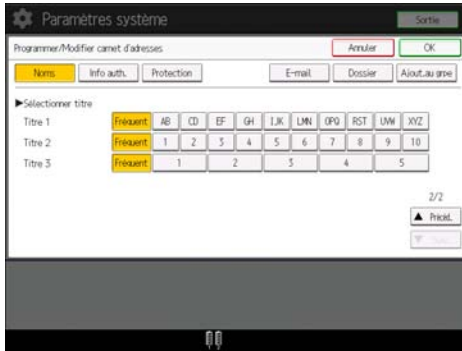 Paramètres système Sortie
Programmer/Modifier carnet d'adresses Annuler OK
Noms Info auth. Protection E-mail Dossier Ajout.au grpe
►Sélectionner titre
Titre 1 Fréquent AB CD EF GH IJK LMN OPQ RST UVW XYZ
Titre 2 Fréquent 1 2 3 4 5 6 7 8 9 10
Titre 3 Fréquent 1 2 3 4 5
2/2
▲ Précéd.
▼